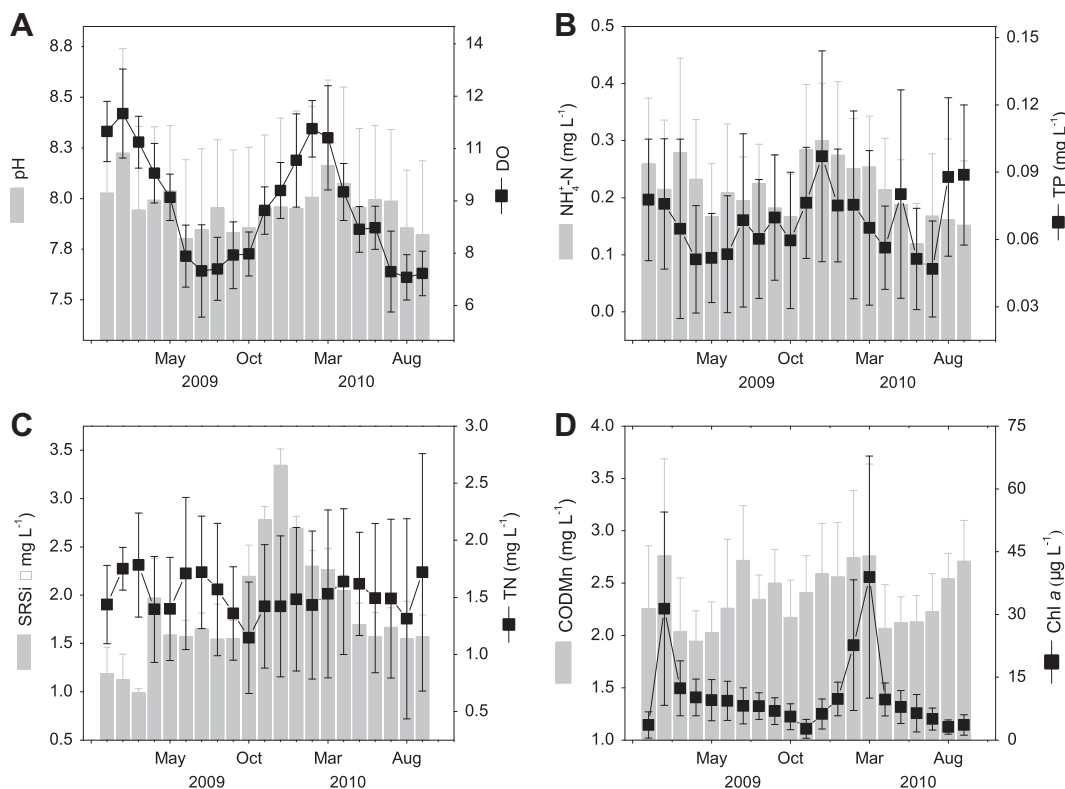 A
8.8
8.5
8.3
8.0
7.8
7.5
pH
14
12
11
9
8
6
DO
May
Oct
Mar
Aug
2009
2010
B
0.5
0.4
0.3
0.2
0.1
0.0
NH₄⁺-N (mg L⁻¹)
0.15
0.12
0.09
0.06
0.03
TP (mg L⁻¹)
May
Oct
Mar
Aug
2009
2010
C
3.5
3.0
2.5
2.0
1.5
1.0
0.5
SRSi □ mg L⁻¹)
3.0
2.5
2.0
1.5
1.0
0.5
TN (mg L⁻¹)
May
Oct
Mar
Aug
2009
2010
D
4.0
3.5
3.0
2.5
2.0
1.5
1.0
CODMn (mg L⁻¹)
75
60
45
30
15
0
Chl a (µg L⁻¹)
May
Oct
Mar
Aug
2009
2010